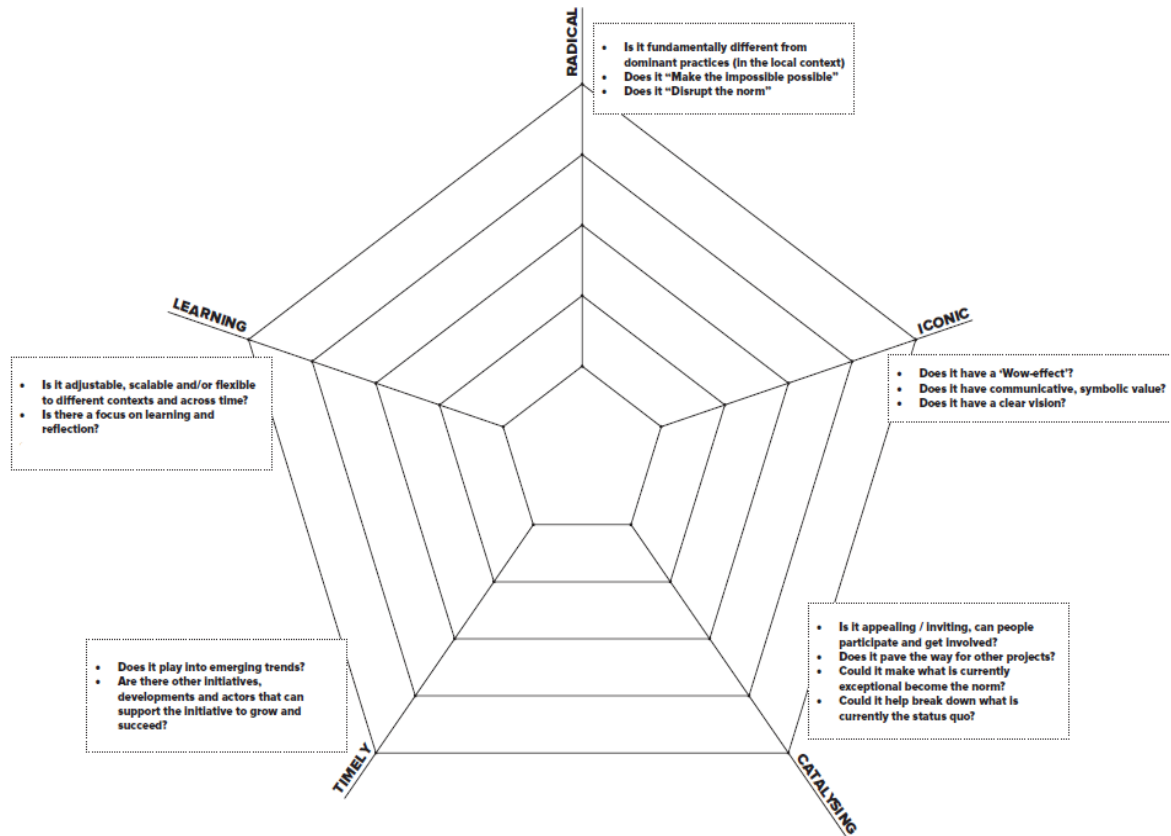 RADICAL
• Is it fundamentally different from
dominant practices (in the local context)
• Does it “Make the impossible possible”
• Does it “Disrupt the norm”
LEARNING
• Is it adjustable, scalable and/or flexible
to different contexts and across time?
• Is there a focus on learning and
reflection?
ICONIC
• Does it have a ‘Wow-effect’?
• Does it have communicative, symbolic value?
• Does it have a clear vision?
• Does it play into emerging trends?
• Are there other initiatives,
developments and actors that can
support the initiative to grow and
succeed?
TIMELY
• Is it appealing / inviting, can people
participate and get involved?
• Does it pave the way for other projects?
• Could it make what is currently
exceptional become the norm?
• Could it help break down what is
currently the status quo?
CATALYSING